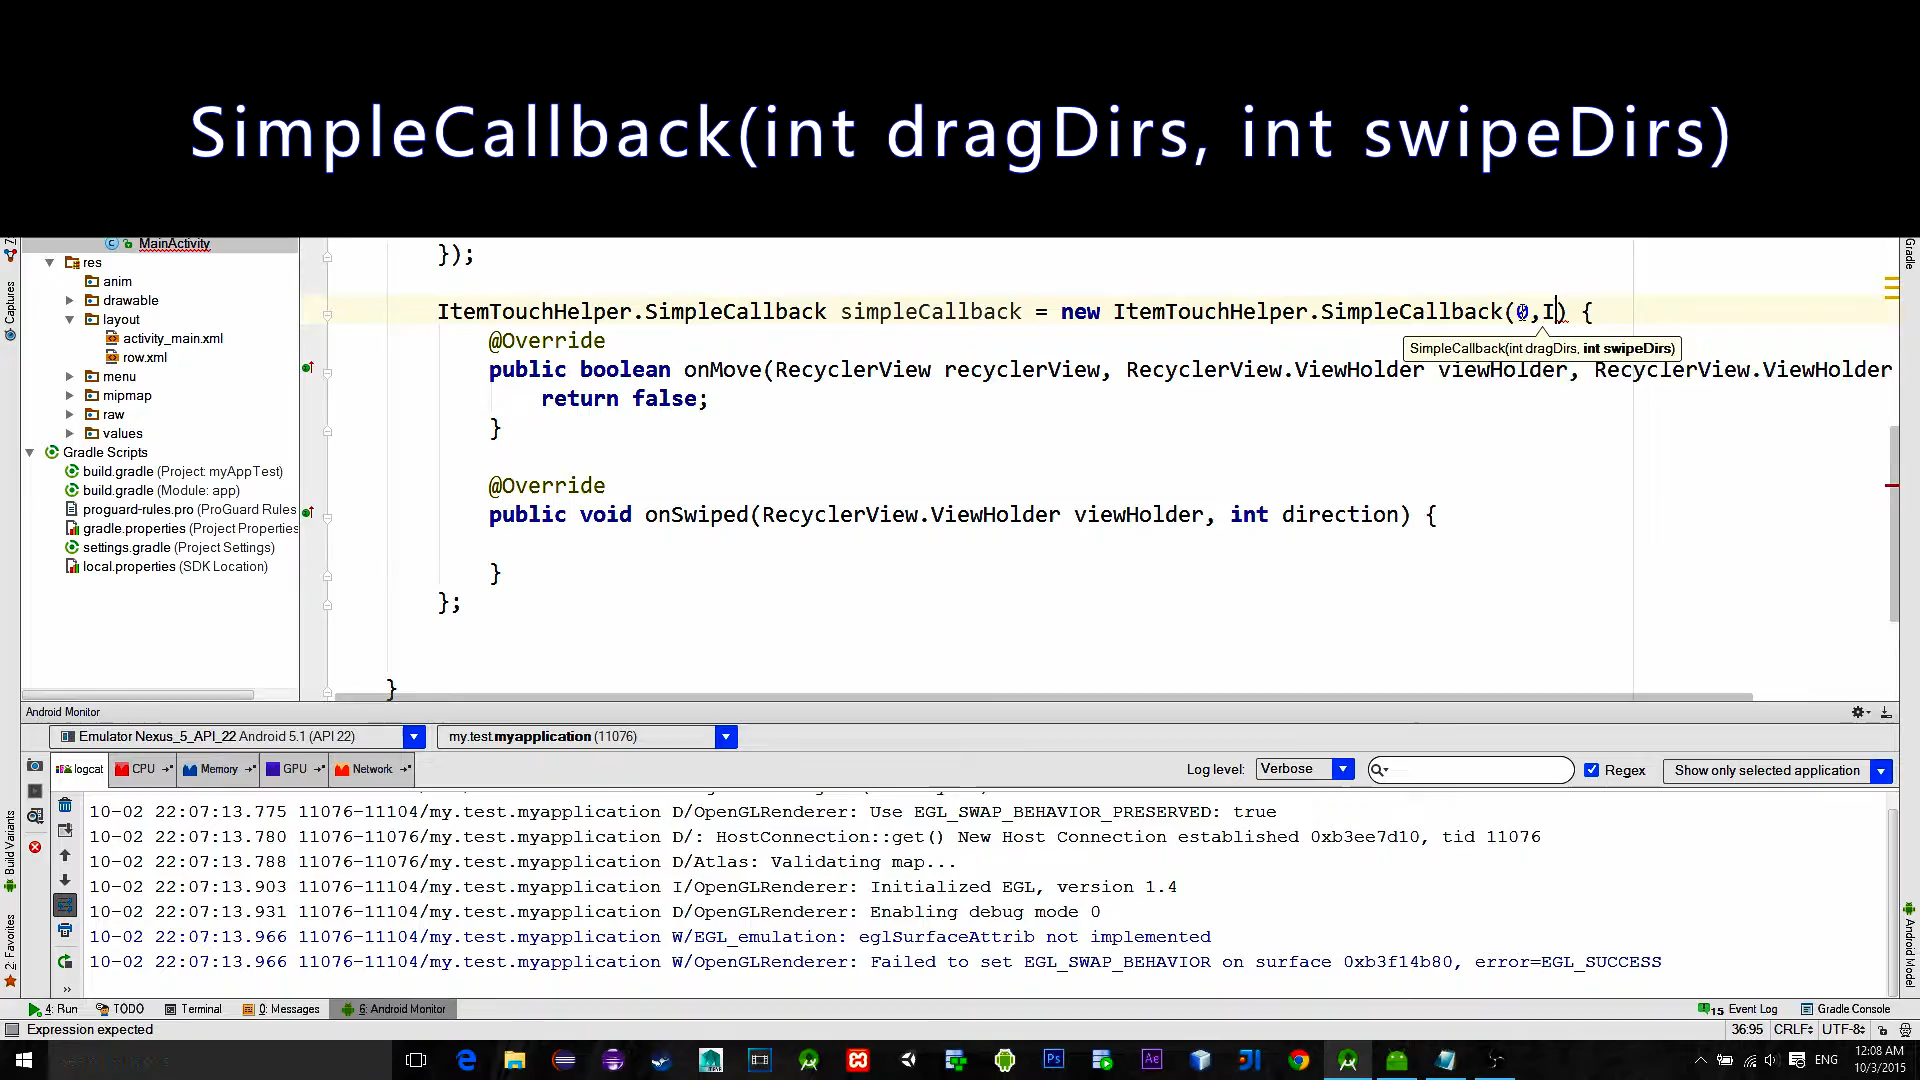 SimpleCallback(int dragDirs, int swipeDirs)
MainActivity
res
anim
drawable
layout
activity_main.xml
row.xml
menu
mipmap
raw
values
Gradle Scripts
build.gradle (Project: myAppTest)
build.gradle (Module: app)
proguard-rules.pro (ProGuard Rules
gradle.properties (Project Properties
settings.gradle (Project Settings)
local.properties (SDK Location)
Captures
Build Variants
2: Favorites
});
ItemTouchHelper.SimpleCallback simpleCallback = new ItemTouchHelper.SimpleCallback(0,I) {
SimpleCallback(int dragDirs, int swipeDirs)
@Override
public boolean onMove(RecyclerView recyclerView, RecyclerView.ViewHolder viewHolder, RecyclerView.ViewHolder
return false;
}
@Override
public void onSwiped(RecyclerView.ViewHolder viewHolder, int direction) {
}
};
}
Gradle
Android Model
Android Monitor
Emulator Nexus_5_API_22 Android 5.1 (API 22)
my.test.myapplication (11076)
logcat
CPU
Memory
GPU
Network
Log level:
Verbose
Regex
Show only selected application
10-02 22:07:13.775 11076-11104/my.test.myapplication D/OpenGLRenderer: Use EGL_SWAP_BEHAVIOR_PRESERVED: true
10-02 22:07:13.780 11076-11076/my.test.myapplication D/: HostConnection::get() New Host Connection established 0xb3ee7d10, tid 11076
10-02 22:07:13.788 11076-11076/my.test.myapplication D/Atlas: Validating map...
10-02 22:07:13.903 11076-11104/my.test.myapplication I/OpenGLRenderer: Initialized EGL, version 1.4
10-02 22:07:13.931 11076-11104/my.test.myapplication D/OpenGLRenderer: Enabling debug mode 0
10-02 22:07:13.966 11076-11104/my.test.myapplication W/EGL_emulation: eglSurfaceAttrib not implemented
10-02 22:07:13.966 11076-11104/my.test.myapplication W/OpenGLRenderer: Failed to set EGL_SWAP_BEHAVIOR on surface 0xb3f14b80, error=EGL_SUCCESS
4: Run
TODO
Terminal
0: Messages
6: Android Monitor
15 Event Log
Gradle Console
Expression expected
36:95 CRLF UTF-8
Ps
Ae
ENG
12:08 AM
10/3/2015